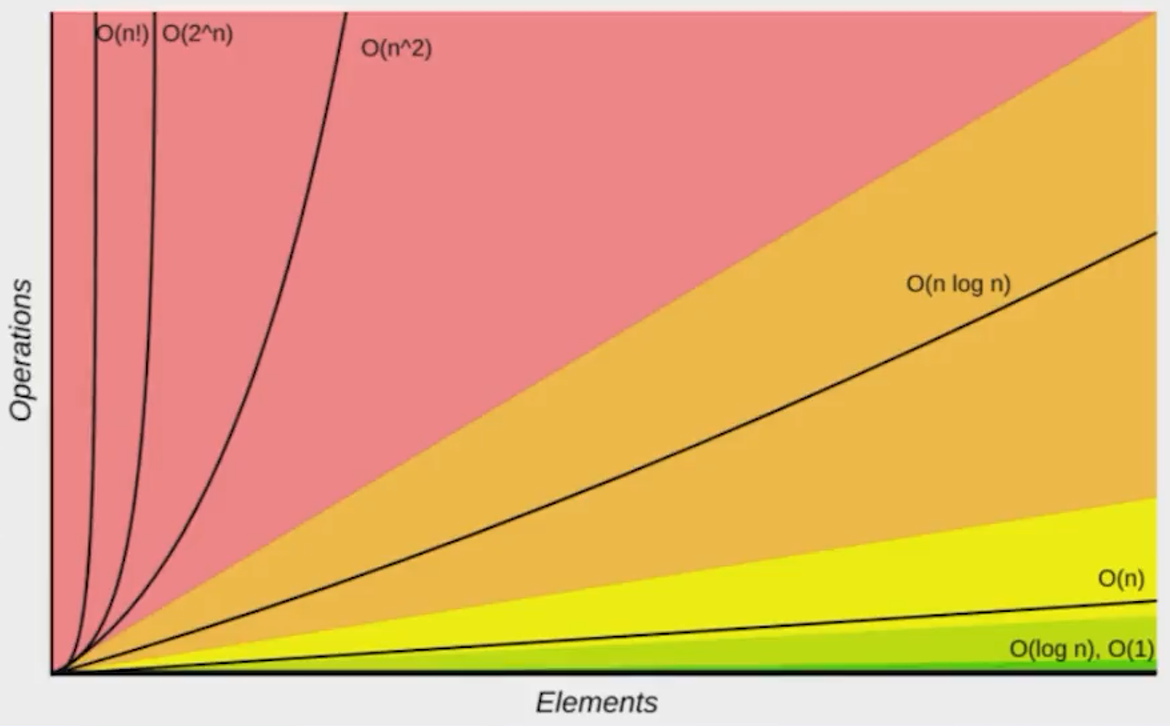 O(n!)
O(2^n)
O(n^2)
O(n log n)
O(n)
O(log n), O(1)
Operations
Elements